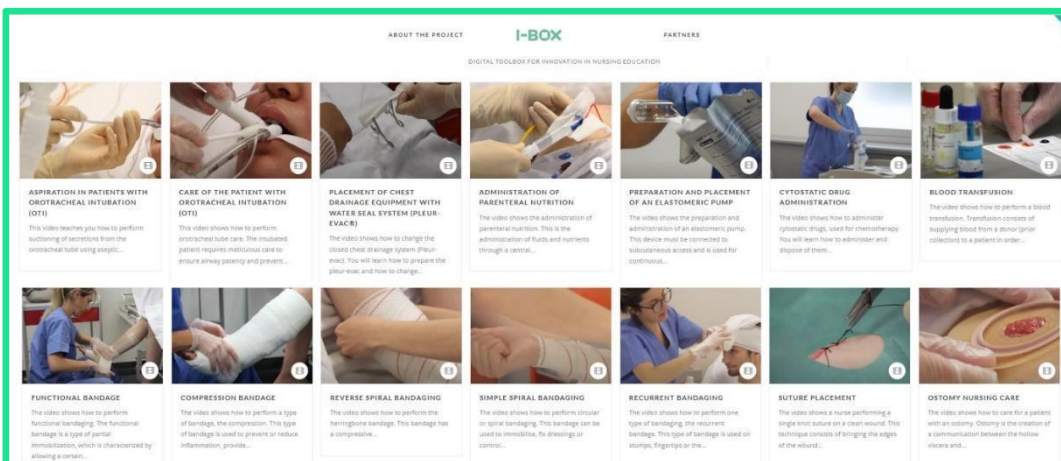 ABOUT THE PROJECT
I-BOX
PARTNERS
DIGITAL TOOLBOX FOR INNOVATION IN NURSING EDUCATION
ASPIRATION IN PATIENTS WITH
OROTRACHEAL INTUBATION
(OTI)
This video teaches you how to perform
suctioning of secretions from the
orotracheal tube using aseptic...
CARE OF THE PATIENT WITH
OROTRACHEAL INTUBATION
(OTI)
This video shows how to perform
orotracheal tube care. The intubated
patient requires meticulous care to
ensure airway patency and prevent...
PLACEMENT OF CHEST
DRAINAGE EQUIPMENT WITH
WATER SEAL SYSTEM (PLEUR-
EVAC®)
The video shows how to change the
closed chest drainage system (Pleur-
evac). You will learn how to prepare the
pleur-evac and how to change...
ADMINISTRATION OF
PARENTERAL NUTRITION
The video shows the administration of
parenteral nutrition. This is the
administration of fluids and nutrients
through a central...
PREPARATION AND PLACEMENT
OF AN ELASTOMERIC PUMP
The video shows the preparation and
administration of an elastomeric pump.
This device must be connected to
subcutaneous access and is used for
continuous...
CYTOSTATIC DRUG
ADMINISTRATION
The video shows how to administer
cytostatic drugs, used for chemotherapy.
You will learn how to administer and
dispose of them...
BLOOD TRANSFUSION
The video shows how to perform a blood
transfusion. Transfusion consists of
supplying blood from a donor (prior
collection) to a patient in order...
FUNCTIONAL BANDAGE
The video shows how to perform
functional bandaging. The functional
bandage is a type of partial
immobilization, which is characterized by
allowing a certain...
COMPRESSION BANDAGE
The video shows how to perform a type
of bandage, the compression. This type
of bandage is used to prevent or reduce
inflammation, provide...
REVERSE SPIRAL BANDAGING
The video shows how to perform the
herringbone bandage. This bandage has
a compressive...
SIMPLE SPIRAL BANDAGING
The video shows how to perform circular
or spiral bandaging. This bandage can be
used to immobilise, fix dressings or
control...
RECURRENT BANDAGING
The video shows how to perform one
type of bandaging, the recurrent
bandage. This type of bandage is used on
stumps, fingertips or the...
SUTURE PLACEMENT
The video shows a nurse performing a
single knot suture on a clean wound. This
technique consists of bringing the edges
of the wound...
OSTOMY NURSING CARE
The video shows how to care for a patient
with an ostomy. Ostomy is the creation of
a communication between the hollow
viscera and...